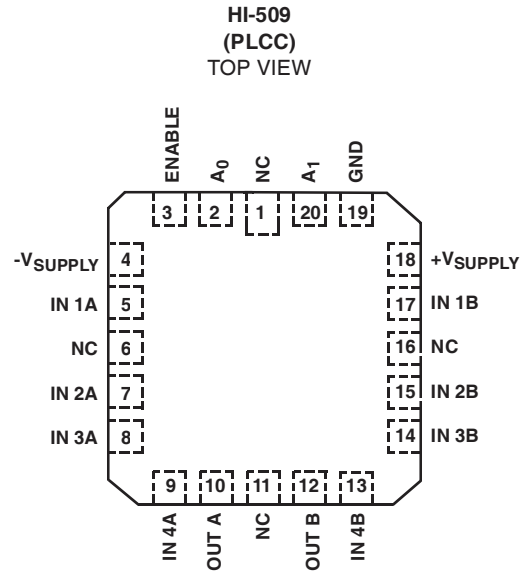 HI-509
(PLCC)
TOP VIEW
ENABLE
A0
NC
A1
GND
3 2 1 20 19
-VSUPPLY 4 18 +VSUPPLY
IN 1A 5 17 IN 1B
NC 6 16 NC
IN 2A 7 15 IN 2B
IN 3A 8 14 IN 3B
9 10 11 12 13
IN 4A
OUT A
NC
OUT B
IN 4B